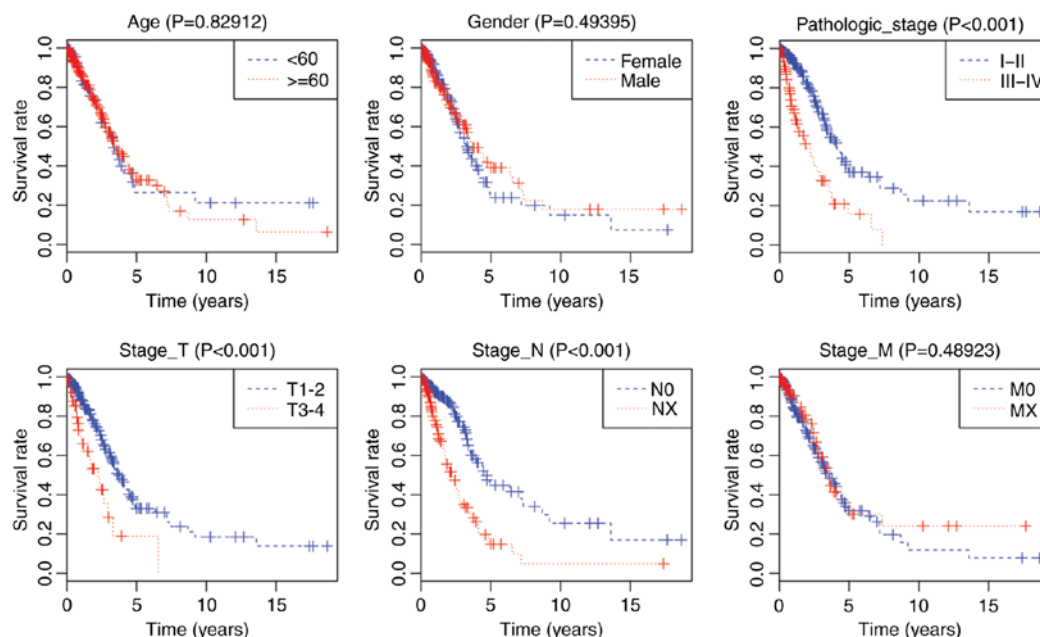 Age (P=0.82912)
Survival rate
0.0 0.2 0.4 0.6 0.8 1.0
<60
>=60
0 5 10 15
Time (years)
Gender (P=0.49395)
Survival rate
0.0 0.2 0.4 0.6 0.8 1.0
Female
Male
0 5 10 15
Time (years)
Pathologic_stage (P<0.001)
Survival rate
0.0 0.2 0.4 0.6 0.8 1.0
I–II
III–IV
0 5 10 15
Time (years)
Stage_T (P<0.001)
Survival rate
0.0 0.2 0.4 0.6 0.8 1.0
T1-2
T3-4
0 5 10 15
Time (years)
Stage_N (P<0.001)
Survival rate
0.0 0.2 0.4 0.6 0.8 1.0
N0
NX
0 5 10 15
Time (years)
Stage_M (P=0.48923)
Survival rate
0.0 0.2 0.4 0.6 0.8 1.0
M0
MX
0 5 10 15
Time (years)